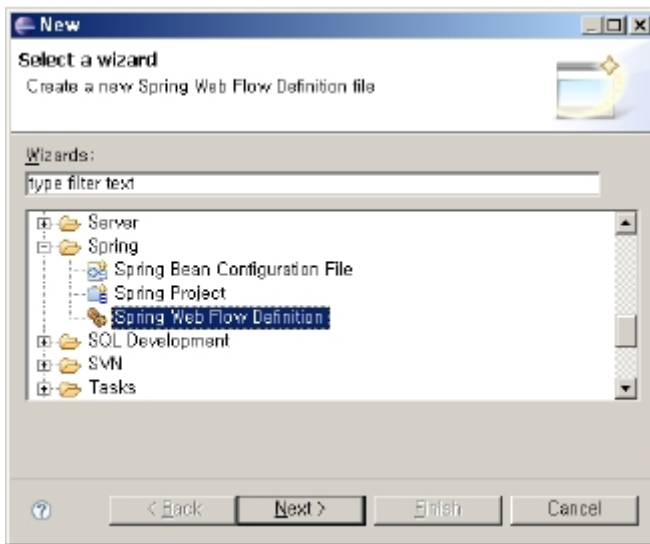 New
Select a wizard
Create a new Spring Web Flow Definition file
Wizards:
type filter text
Server
Spring
Spring Bean Configuration File
Spring Project
Spring Web Flow Definition
SQL Development
SVN
Tasks
< Back Next > Finish Cancel